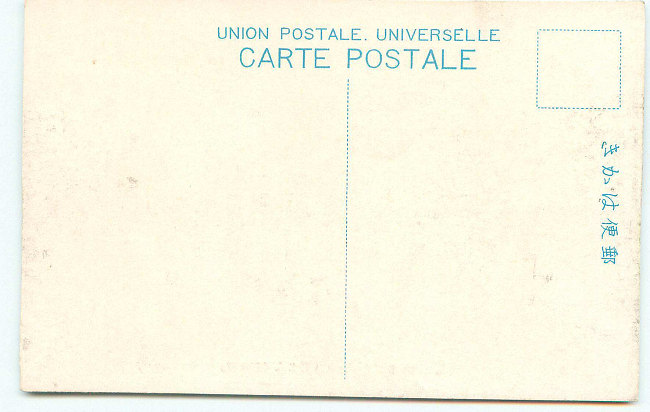 UNION POSTALE. UNIVERSELLE
CARTE POSTALE
郵便はかき